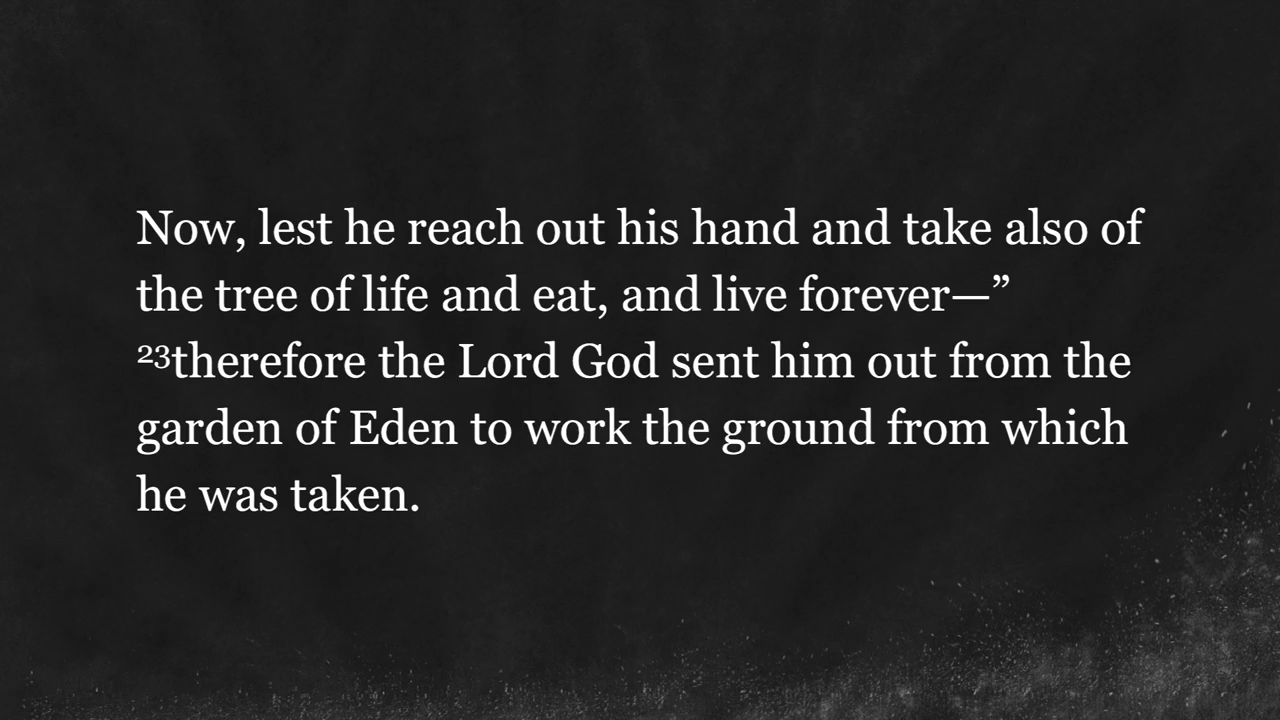 Now, lest he reach out his hand and take also of
the tree of life and eat, and live forever—”
²³therefore the Lord God sent him out from the
garden of Eden to work the ground from which
he was taken.